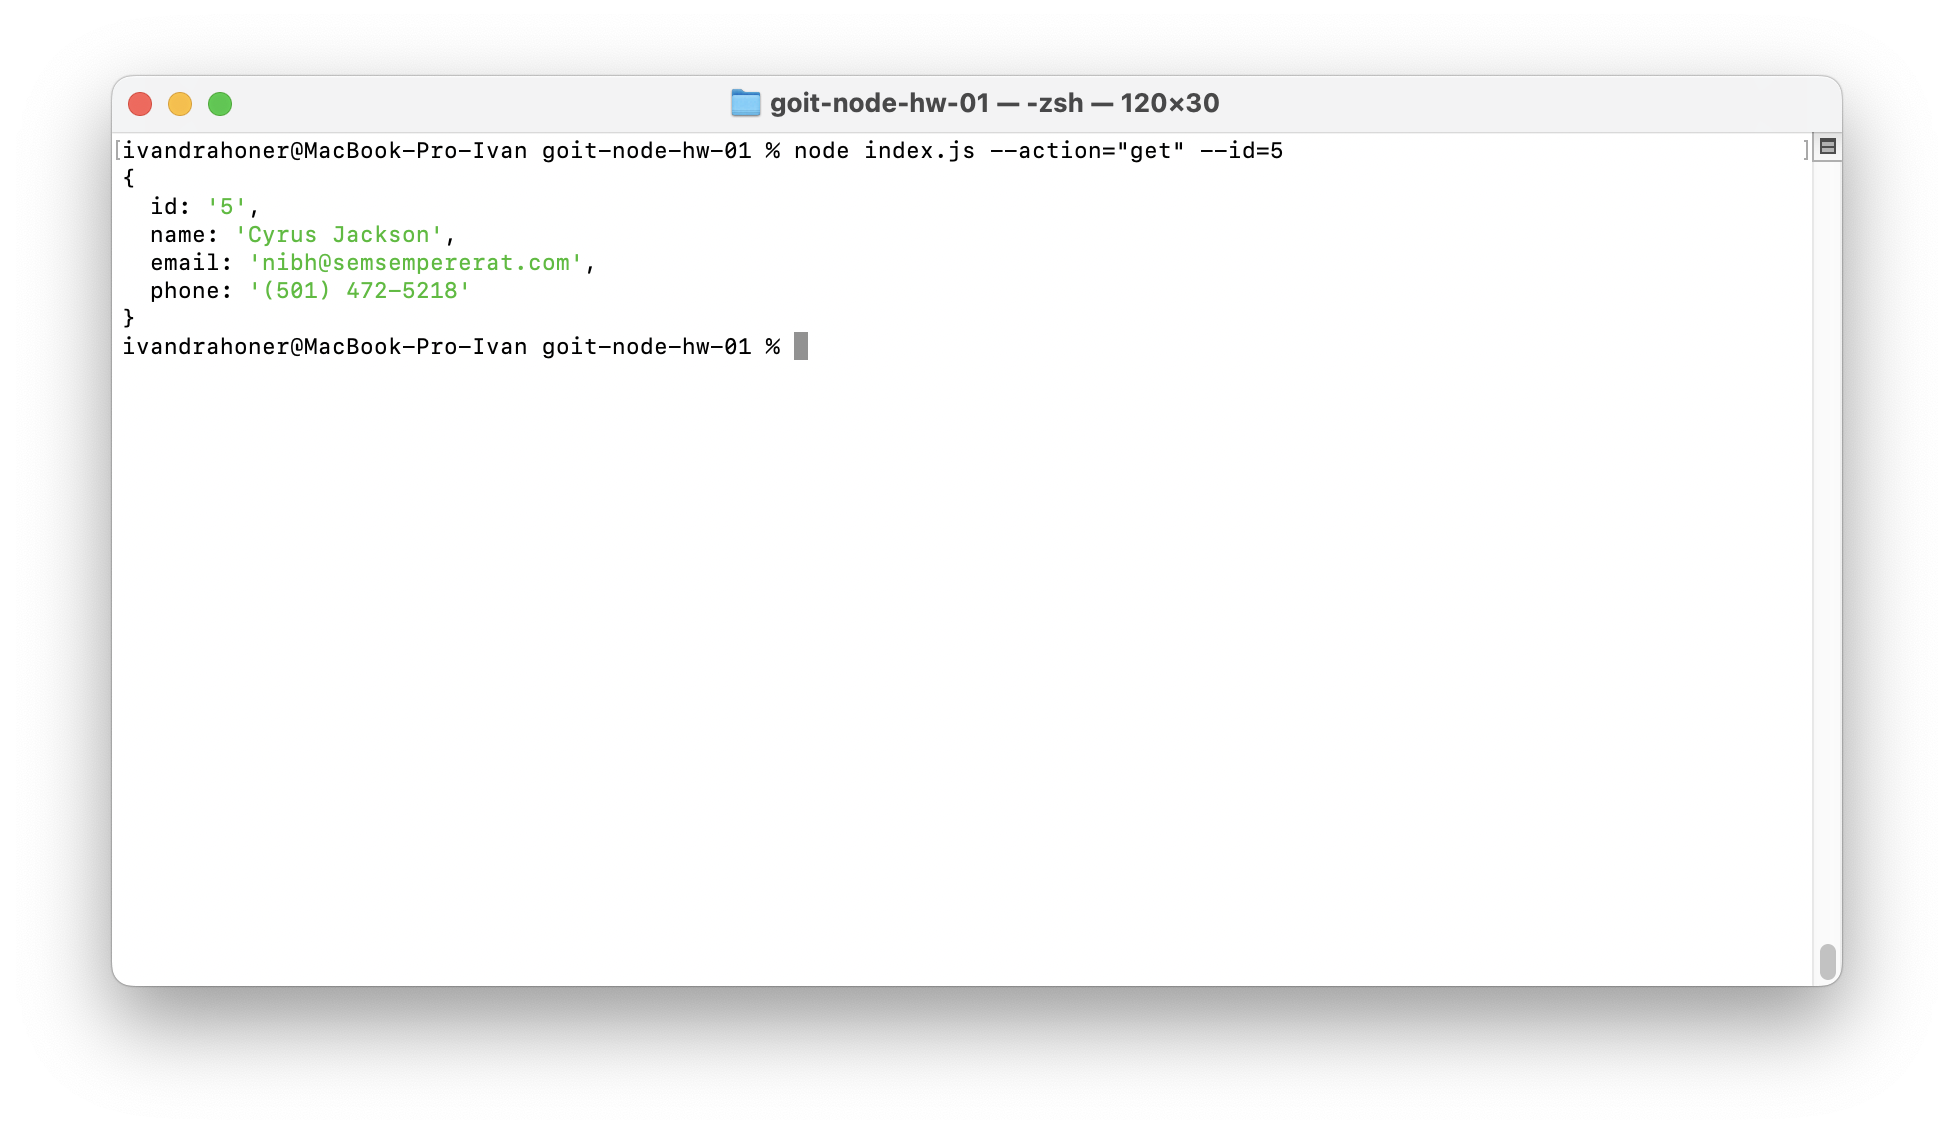 goit-node-hw-01 — -zsh — 120×30
[ivandrahoner@MacBook-Pro-Ivan goit-node-hw-01 % node index.js --action="get" --id=5 ]
{
  id: '5',
  name: 'Cyrus Jackson',
  email: 'nibh@semsempererat.com',
  phone: '(501) 472-5218'
}
ivandrahoner@MacBook-Pro-Ivan goit-node-hw-01 %